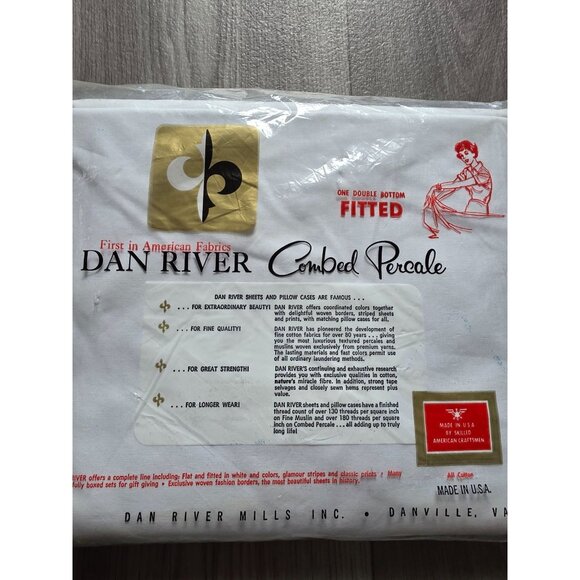 ONE DOUBLE BOTTOM
FITTED
First in American Fabrics
DAN RIVER Combed Percale
DAN RIVER SHEETS AND PILLOW CASES ARE FAMOUS . . .
. . . FOR EXTRAORDINARY BEAUTY! DAN RIVER offers coordinated colors together
with delightful woven borders, striped sheets
and prints, with matching pillow cases for all.
. . . FOR FINE QUALITY! DAN RIVER has pioneered the development of
fine cotton fabrics for over 80 years . . . giving
you the most luxurious textured percales and
muslins woven exclusively from premium yarns.
The lasting materials and fast colors permit use
of all ordinary laundering methods.
. . . FOR GREAT STRENGTH! DAN RIVER'S continuing and exhaustive research
provides you with exclusive qualities in cotton,
nature's miracle fibre. In addition, strong tape
selvages and closely sewn hems represent plus
value.
. . . FOR LONGER WEAR! DAN RIVER sheets and pillow cases have a finished
thread count of over 130 threads per square inch
on Fine Muslin and over 180 threads per square
inch on Combed Percale . . . all adding up to truly
long life!
MADE IN U.S.A
BY SKILLED
AMERICAN CRAFTSMEN
RIVER offers a complete line including: Flat and fitted in white and colors, glamour stripes and classic prints • Many
fully boxed sets for gift giving • Exclusive woven fashion borders, the most beautiful sheets in history.
All Cotton
MADE IN U.S.A.
DAN RIVER MILLS INC. • DANVILLE, VA